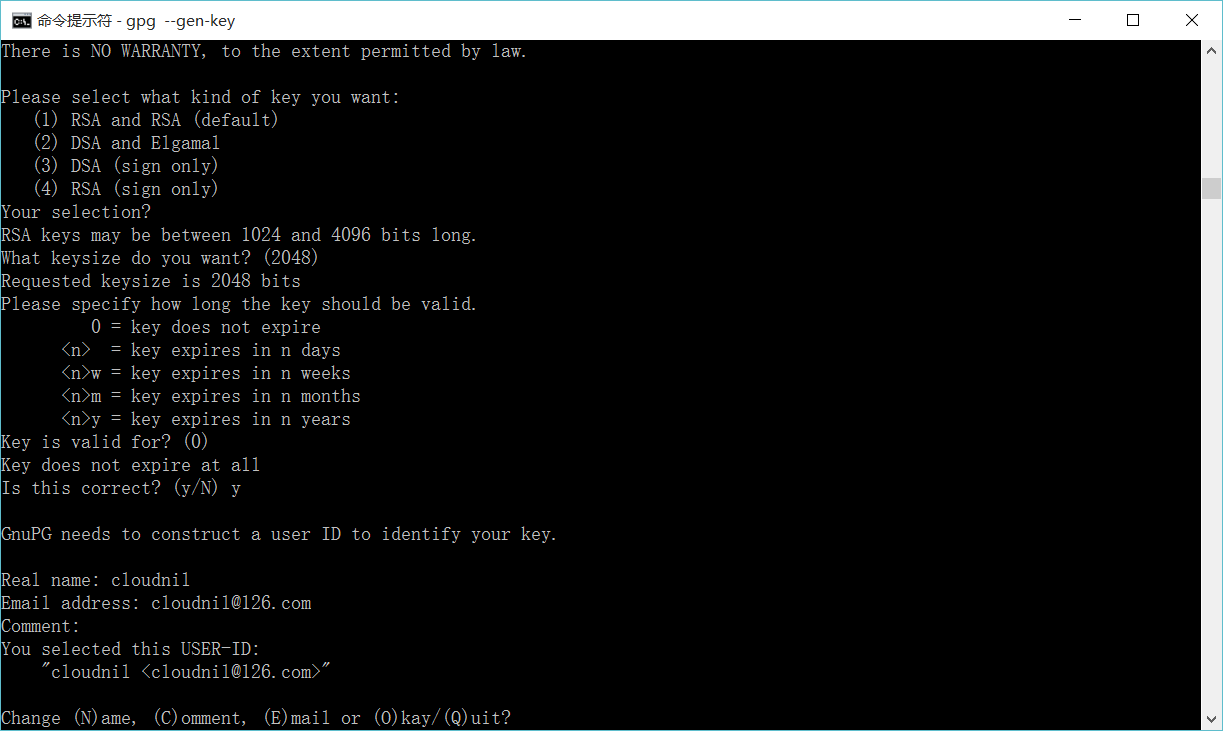 命令提示符 - gpg  --gen-key
There is NO WARRANTY, to the extent permitted by law.
Please select what kind of key you want:
   (1) RSA and RSA (default)
   (2) DSA and Elgamal
   (3) DSA (sign only)
   (4) RSA (sign only)
Your selection?
RSA keys may be between 1024 and 4096 bits long.
What keysize do you want? (2048)
Requested keysize is 2048 bits
Please specify how long the key should be valid.
         0 = key does not expire
      <n>  = key expires in n days
      <n>w = key expires in n weeks
      <n>m = key expires in n months
      <n>y = key expires in n years
Key is valid for? (0)
Key does not expire at all
Is this correct? (y/N) y
GnuPG needs to construct a user ID to identify your key.
Real name: cloudnil
Email address: cloudnil@126.com
Comment:
You selected this USER-ID:
    "cloudnil <cloudnil@126.com>"
Change (N)ame, (C)omment, (E)mail or (O)kay/(Q)uit?